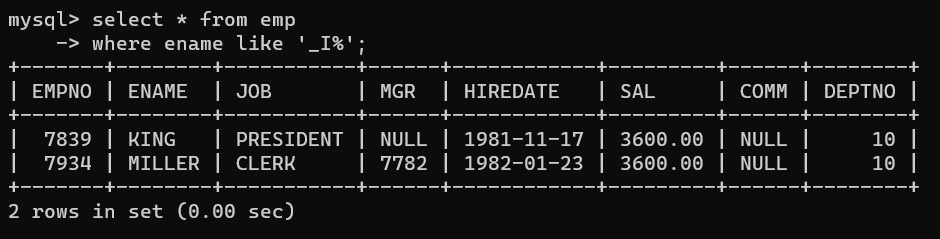 mysql> select * from emp
    -> where ename like '_I%';
+-------+--------+-----------+------+------------+---------+------+--------+
| EMPNO | ENAME  | JOB       | MGR  | HIREDATE   | SAL     | COMM | DEPTNO |
+-------+--------+-----------+------+------------+---------+------+--------+
|  7839 | KING   | PRESIDENT | NULL | 1981-11-17 | 3600.00 | NULL |     10 |
|  7934 | MILLER | CLERK     | 7782 | 1982-01-23 | 3600.00 | NULL |     10 |
+-------+--------+-----------+------+------------+---------+------+--------+
2 rows in set (0.00 sec)